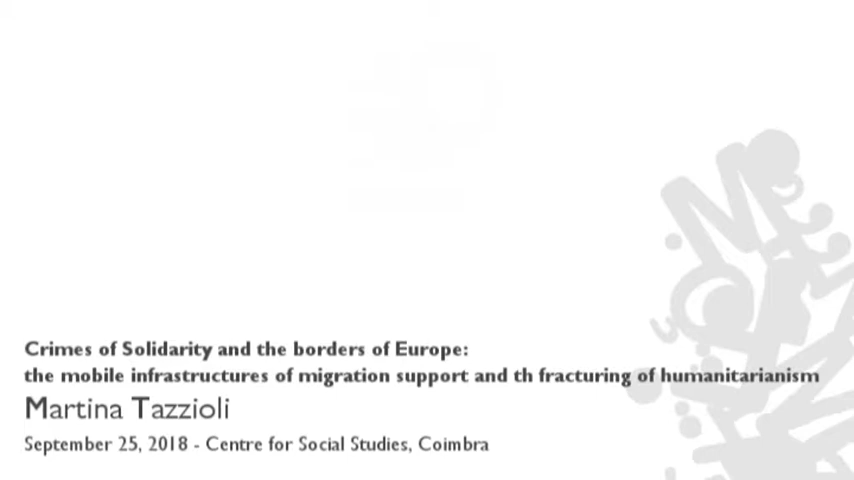 Crimes of Solidarity and the borders of Europe:
the mobile infrastructures of migration support and th fracturing of humanitarianism
Martina Tazzioli
September 25, 2018 - Centre for Social Studies, Coimbra